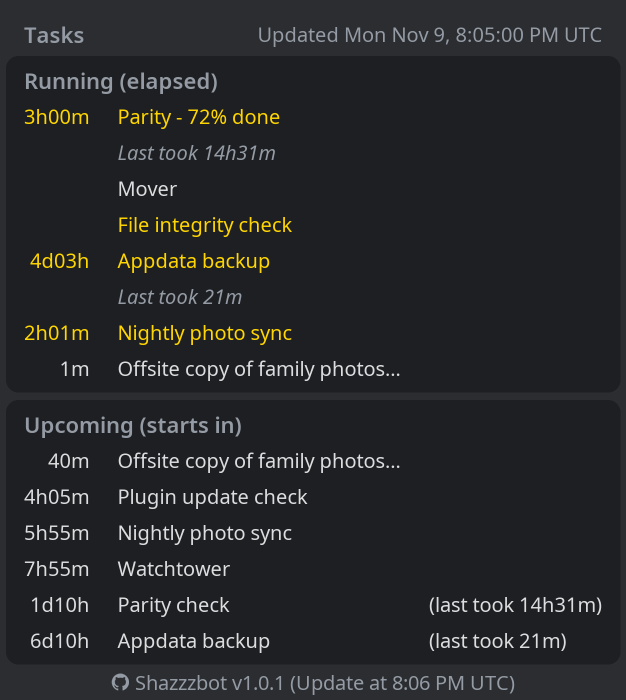 Tasks Updated Mon Nov 9, 8:05:00 PM UTC
Running (elapsed)
3h00m Parity - 72% done
Last took 14h31m
Mover
File integrity check
4d03h Appdata backup
Last took 21m
2h01m Nightly photo sync
1m Offsite copy of family photos...
Upcoming (starts in)
40m Offsite copy of family photos...
4h05m Plugin update check
5h55m Nightly photo sync
7h55m Watchtower
1d10h Parity check (last took 14h31m)
6d10h Appdata backup (last took 21m)
Shazzzbot v1.0.1 (Update at 8:06 PM UTC)